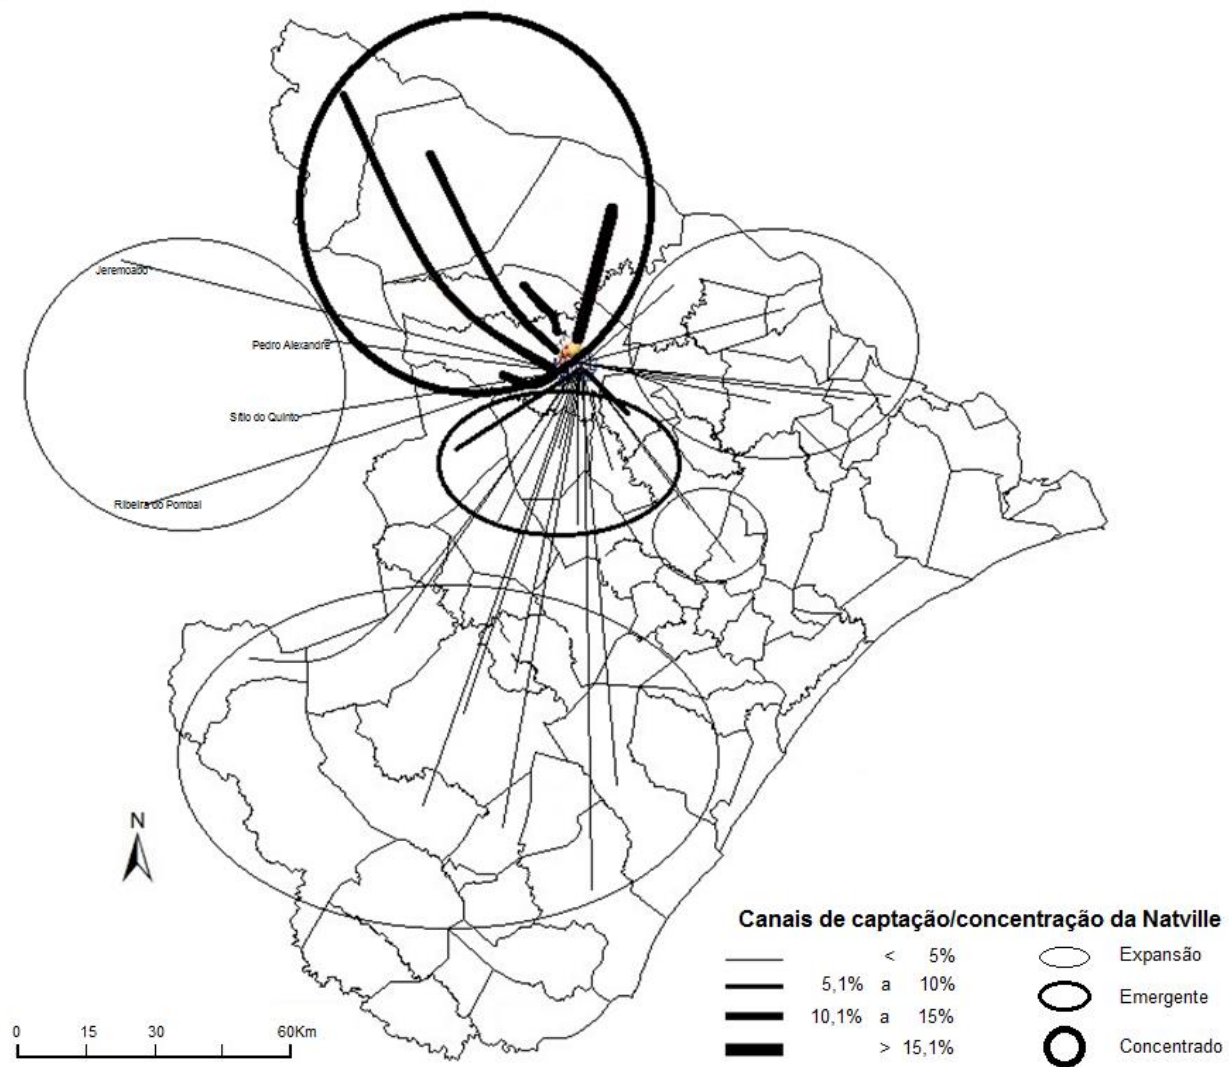 Jeremoabo
Pedro Alexandre
Sítio do Quinto
Ribeira do Pombal
N
0 15 30 60Km
Canais de captação/concentração da Natville
< 5% Expansão
5,1% a 10% Emergente
10,1% a 15%
> 15,1% Concentrado